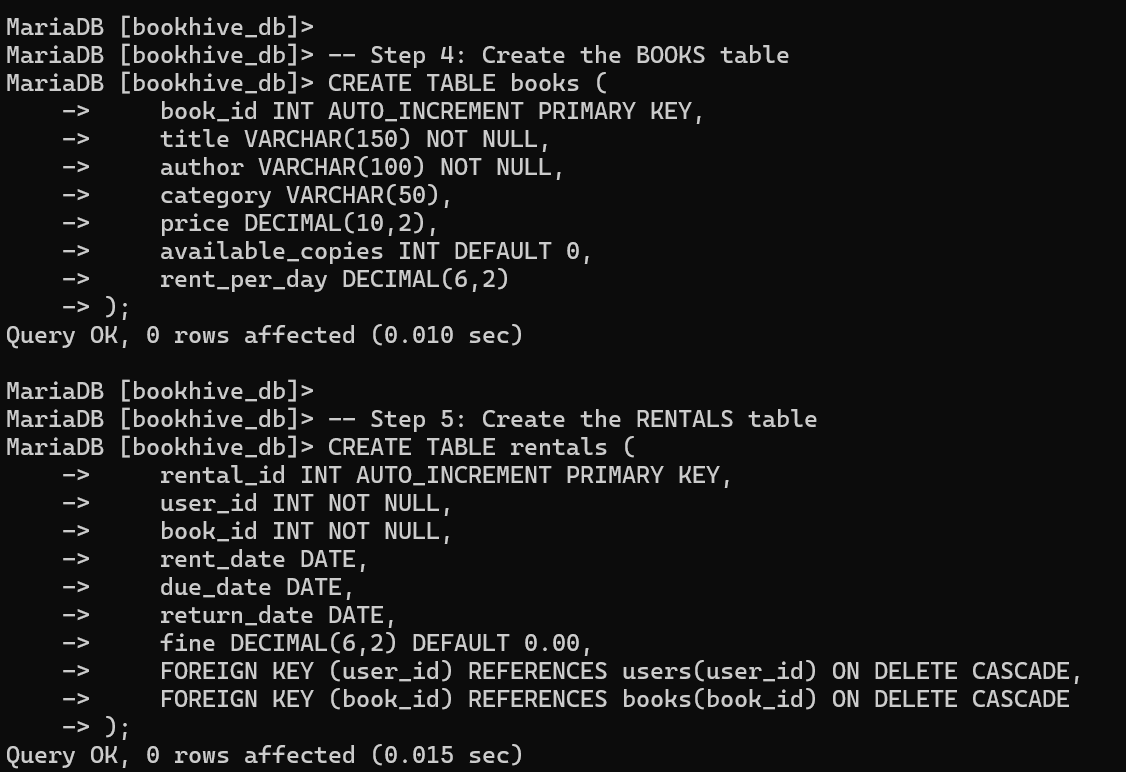 MariaDB [bookhive_db]>
MariaDB [bookhive_db]> -- Step 4: Create the BOOKS table
MariaDB [bookhive_db]> CREATE TABLE books (
    ->     book_id INT AUTO_INCREMENT PRIMARY KEY,
    ->     title VARCHAR(150) NOT NULL,
    ->     author VARCHAR(100) NOT NULL,
    ->     category VARCHAR(50),
    ->     price DECIMAL(10,2),
    ->     available_copies INT DEFAULT 0,
    ->     rent_per_day DECIMAL(6,2)
    -> );
Query OK, 0 rows affected (0.010 sec)

MariaDB [bookhive_db]>
MariaDB [bookhive_db]> -- Step 5: Create the RENTALS table
MariaDB [bookhive_db]> CREATE TABLE rentals (
    ->     rental_id INT AUTO_INCREMENT PRIMARY KEY,
    ->     user_id INT NOT NULL,
    ->     book_id INT NOT NULL,
    ->     rent_date DATE,
    ->     due_date DATE,
    ->     return_date DATE,
    ->     fine DECIMAL(6,2) DEFAULT 0.00,
    ->     FOREIGN KEY (user_id) REFERENCES users(user_id) ON DELETE CASCADE,
    ->     FOREIGN KEY (book_id) REFERENCES books(book_id) ON DELETE CASCADE
    -> );
Query OK, 0 rows affected (0.015 sec)